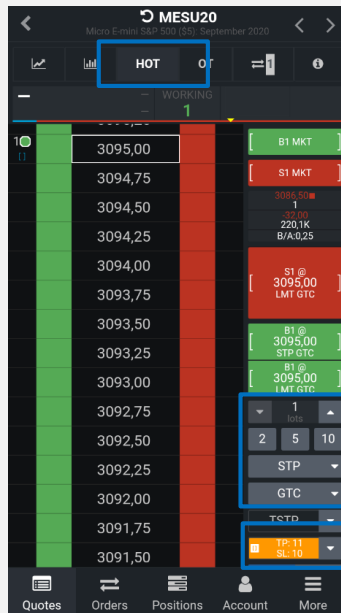 MESU20
Micro E-mini S&P 500 ($5): September 2020
HOT
OT
1
WORKING
1
1
[ ]
3095,00
3094,75
3094,50
3094,25
3094,00
3093,75
3093,50
3093,25
3093,00
3092,75
3092,50
3092,25
3092,00
3091,75
3091,50
[ B1 MKT ]
[ S1 MKT ]
3086,50
1
-32,00
220,1K
B/A:0,25
S1 @
[ 3095,00 ]
LMT GTC
B1 @
[ 3095,00 ]
STP GTC
B1 @
[ 3095,00 ]
LMT GTC
1
lots
2 5 10
STP
GTC
TSTP
TP: 11
SL: 10
Quotes Orders Positions Account More